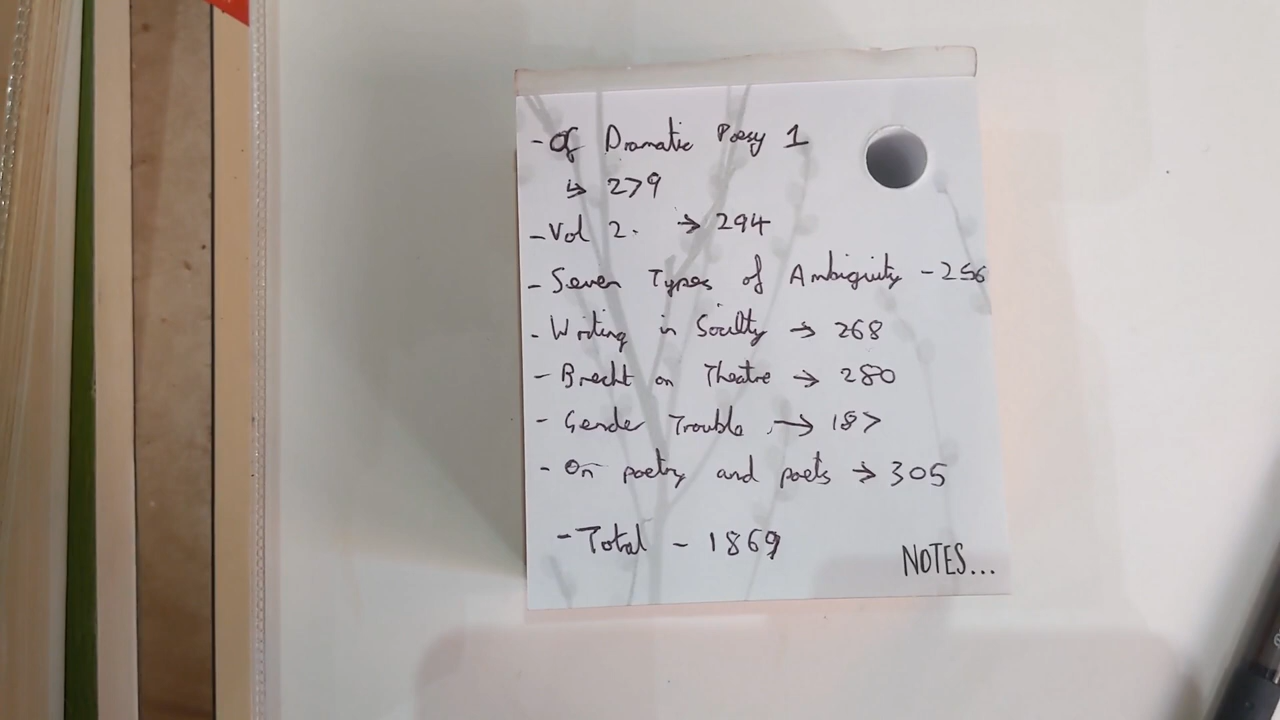 - Of Dramatic Poesy 1
↳ 279
- Vol 2. → 294
- Seven Types of Ambiguity - 256
- Writing in Society → 268
- Brecht on Theatre → 280
- Gender Trouble → 187
- On poetry and poets → 305
- Total - 1869
NOTES...